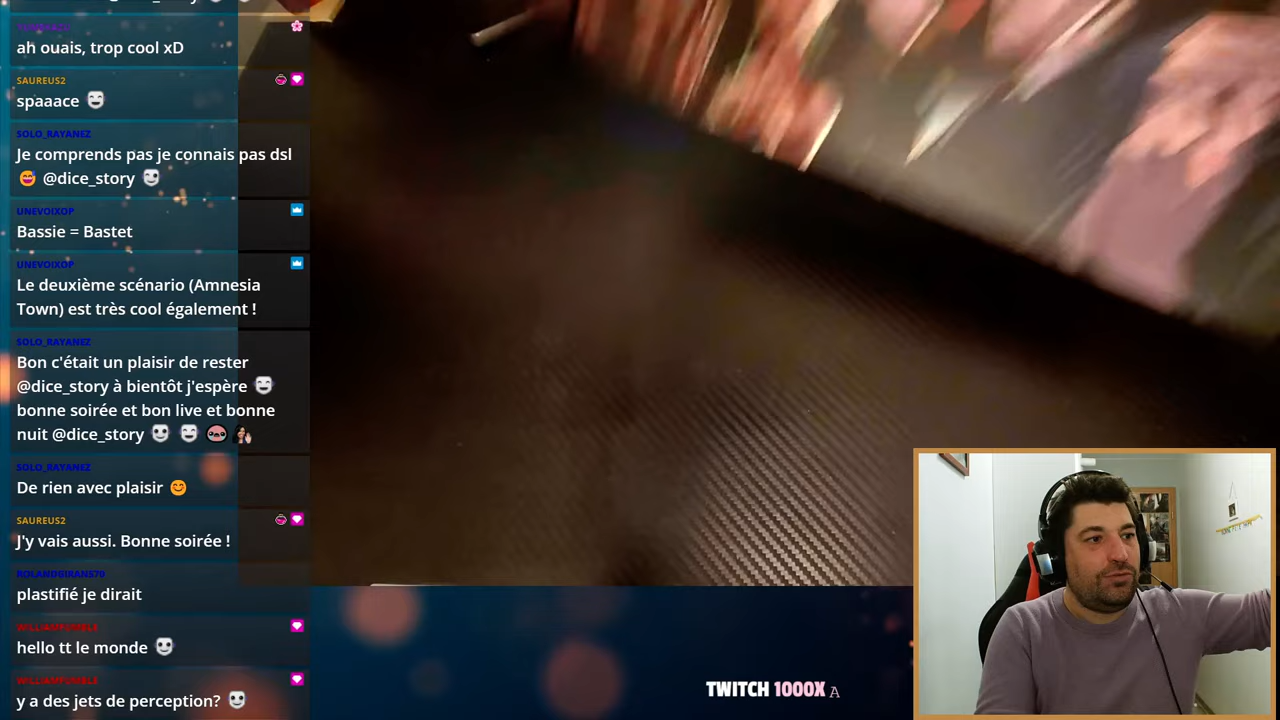 ah ouais, trop cool xD
SAUREUS2
spaaace
SOLO_RAYANEZ
Je comprends pas je connais pas dsl
@dice_story
UNEVOIXOP
Bassie = Bastet
UNEVOIXOP
Le deuxième scénario (Amnesia
Town) est très cool également !
SOLO_RAYANEZ
Bon c'était un plaisir de rester
@dice_story à bientôt j'espère
bonne soirée et bon live et bonne
nuit @dice_story
SOLO_RAYANEZ
De rien avec plaisir
SAUREUS2
J'y vais aussi. Bonne soirée !
plastifié je dirait
hello tt le monde
y a des jets de perception?
TWITCH 1000X A